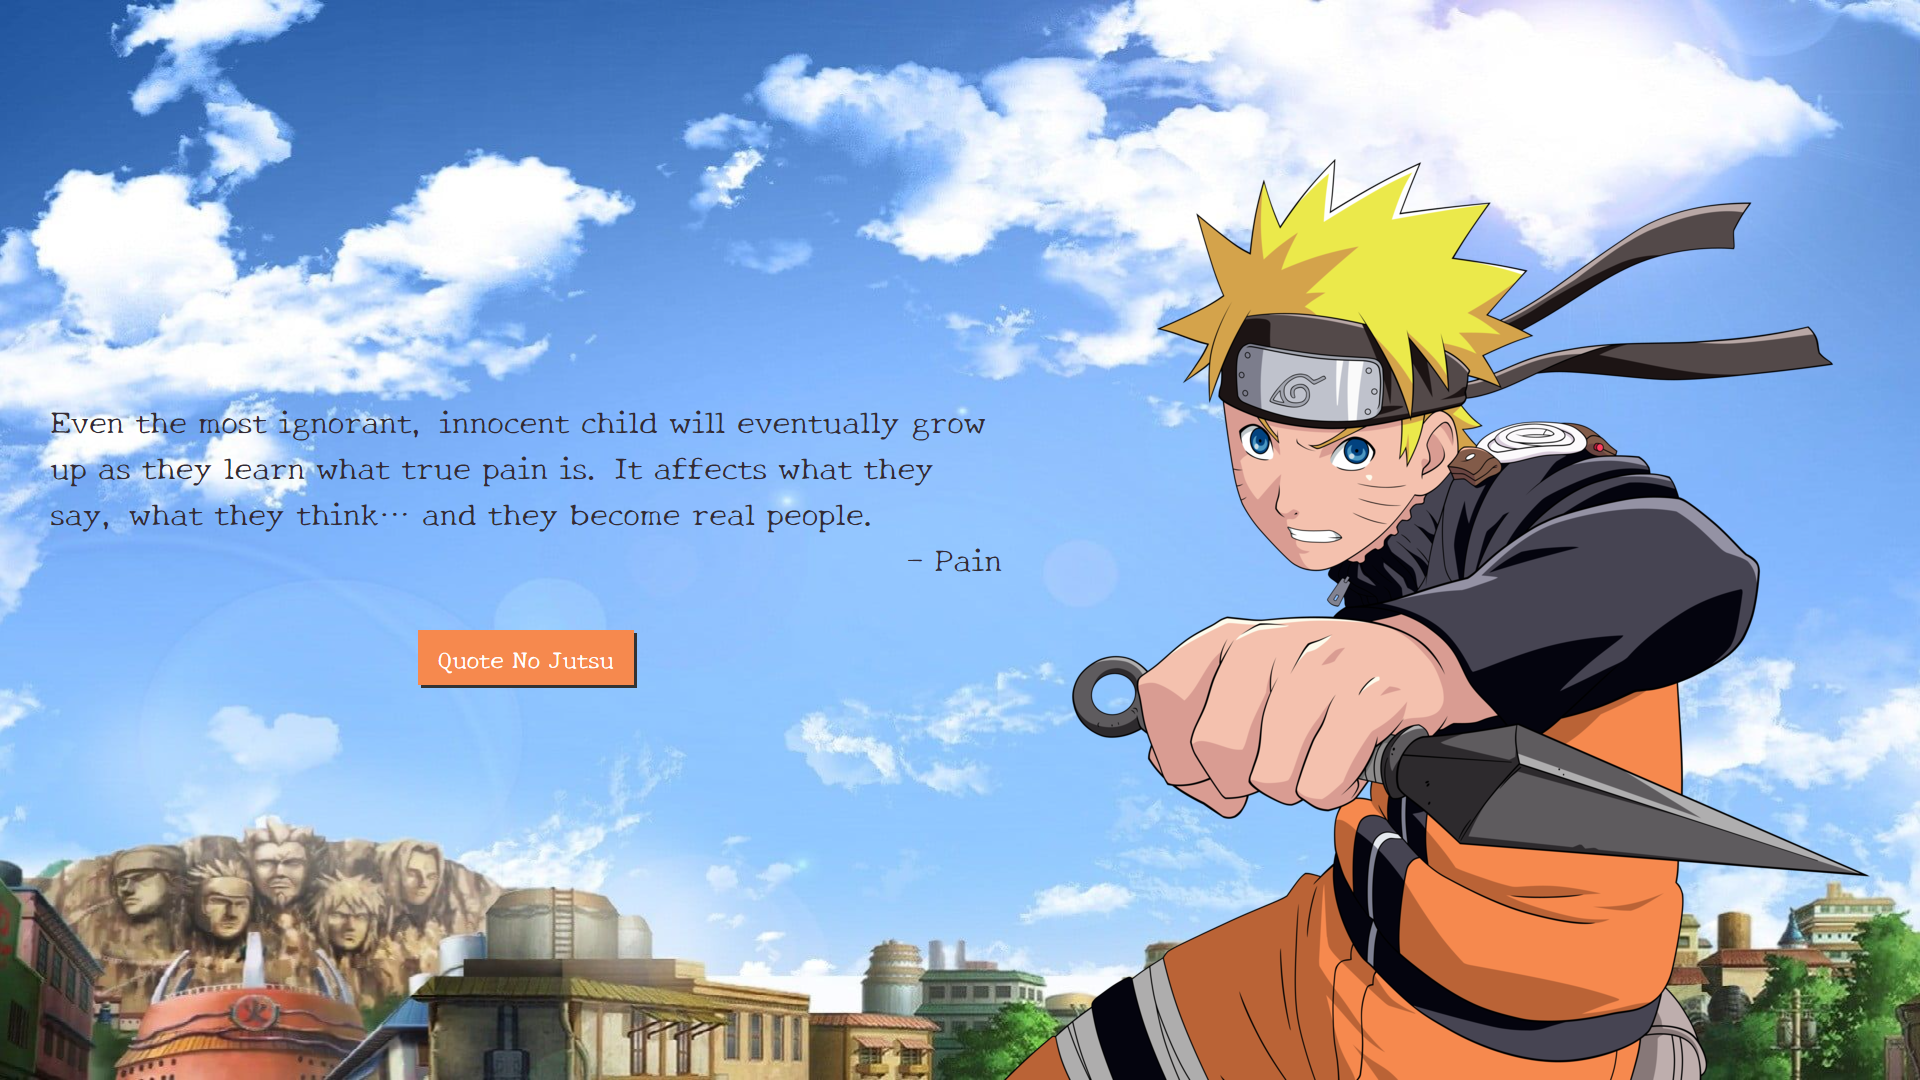 Even the most ignorant, innocent child will eventually grow
up as they learn what true pain is. It affects what they
say, what they think… and they become real people.
- Pain
Quote No Jutsu